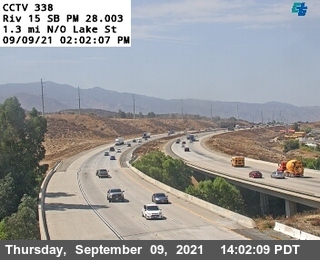 CCTV 338
Riv 15 SB PM 28.003
1.3 mi N/O Lake St
09/09/21 02:02:07 PM
Thursday, September 09, 2021 14:02:09 PDT